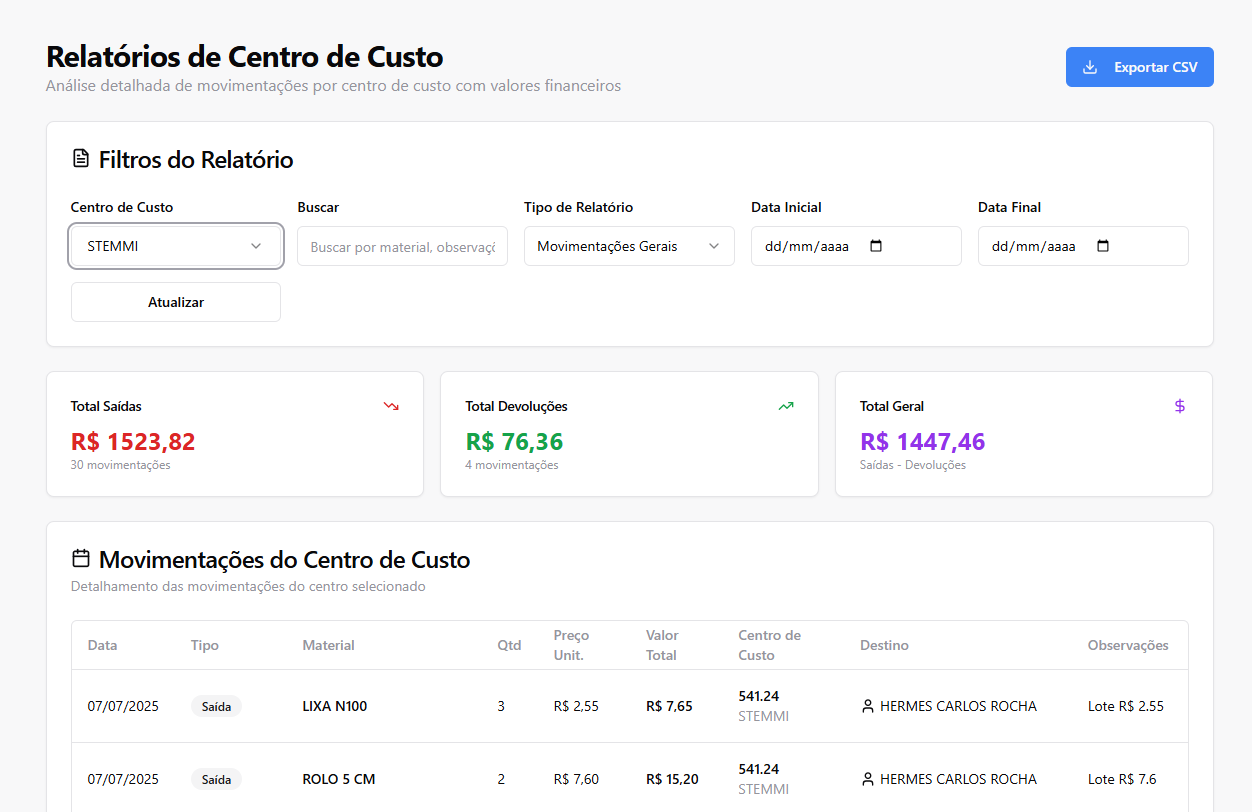 Relatórios de Centro de Custo
Análise detalhada de movimentações por centro de custo com valores financeiros
Exportar CSV
Filtros do Relatório
Centro de Custo
Buscar
Tipo de Relatório
Data Inicial
Data Final
STEMMI
Buscar por material, observaç
Movimentações Gerais
dd/mm/aaaa
dd/mm/aaaa
Atualizar
Total Saídas
R$ 1523,82
30 movimentações
Total Devoluções
R$ 76,36
4 movimentações
Total Geral
$
R$ 1447,46
Saídas - Devoluções
Movimentações do Centro de Custo
Detalhamento das movimentações do centro selecionado
Data Tipo Material Qtd Preço Unit. Valor Total Centro de Custo Destino Observações
07/07/2025 Saída LIXA N100 3 R$ 2,55 R$ 7,65 541.24 STEMMI HERMES CARLOS ROCHA Lote R$ 2.55
07/07/2025 Saída ROLO 5 CM 2 R$ 7,60 R$ 15,20 541.24 STEMMI HERMES CARLOS ROCHA Lote R$ 7.6